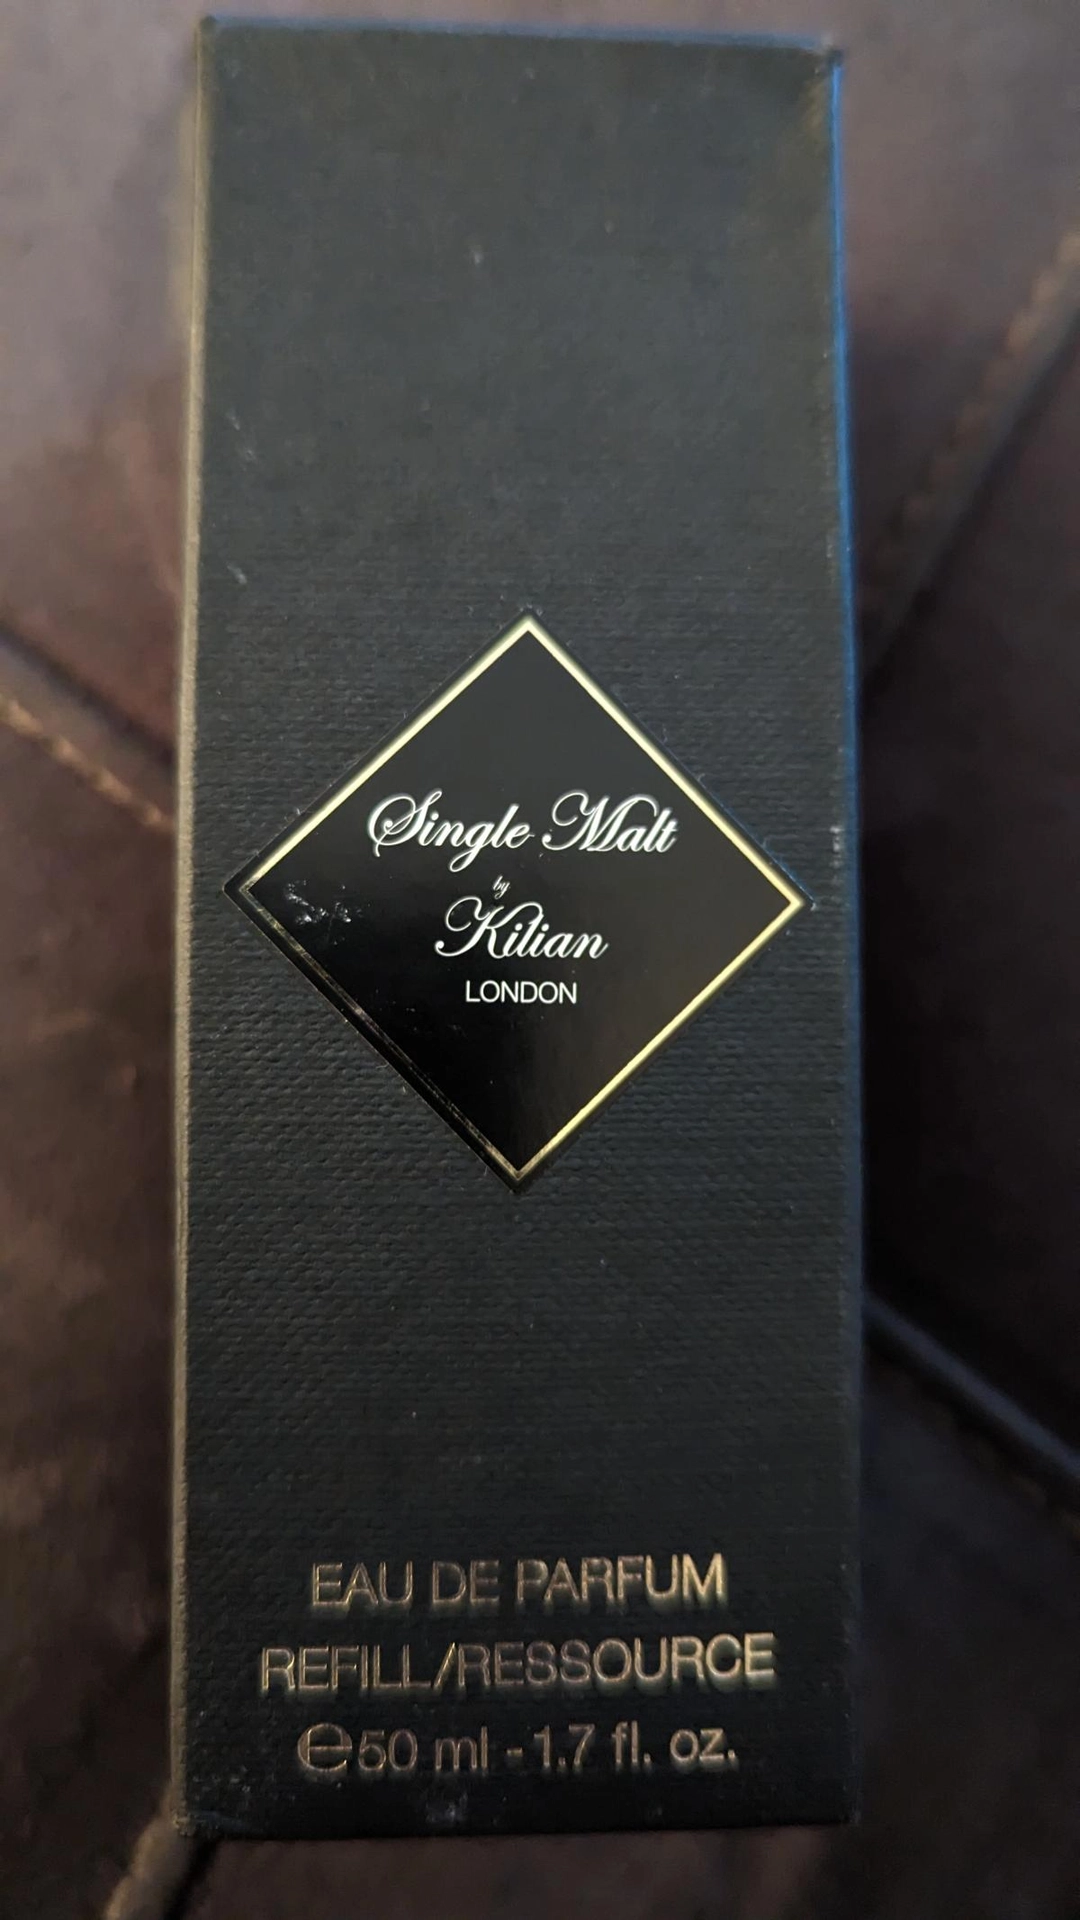 Single Malt
by
Kilian
LONDON
EAU DE PARFUM
REFILL/RESSOURCE
℮50 ml - 1.7 fl. oz.